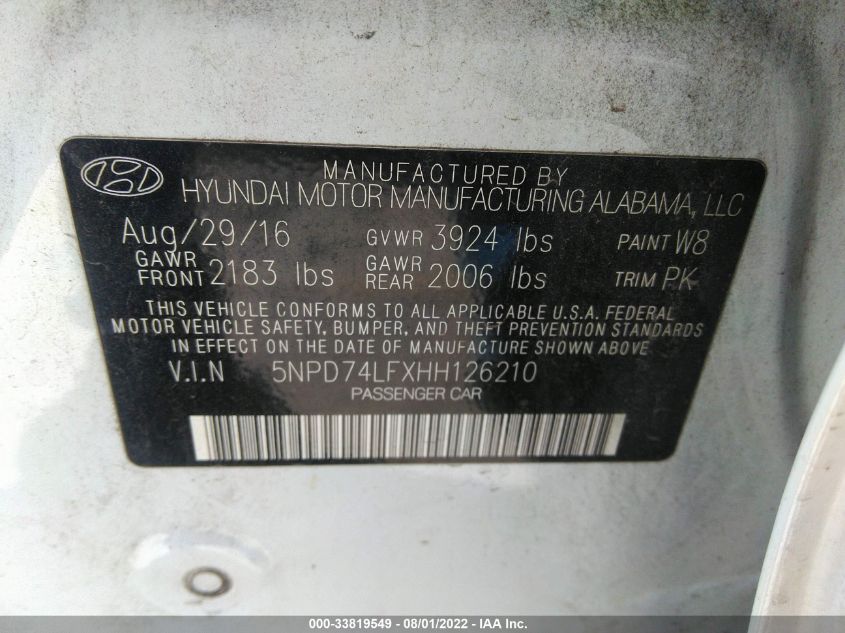 MANUFACTURED BY
HYUNDAI MOTOR MANUFACTURING ALABAMA, LLC
Aug/29/16 GVWR 3924 lbs PAINT W8
GAWR FRONT 2183 lbs GAWR REAR 2006 lbs TRIM PK
THIS VEHICLE CONFORMS TO ALL APPLICABLE U.S.A. FEDERAL
MOTOR VEHICLE SAFETY, BUMPER, AND THEFT PREVENTION STANDARDS
IN EFFECT ON THE DATE OF MANUFACTURE SHOWN ABOVE
V.I.N 5NPD74LFXHH126210
PASSENGER CAR
000-33819549 - 08/01/2022 - IAA Inc.